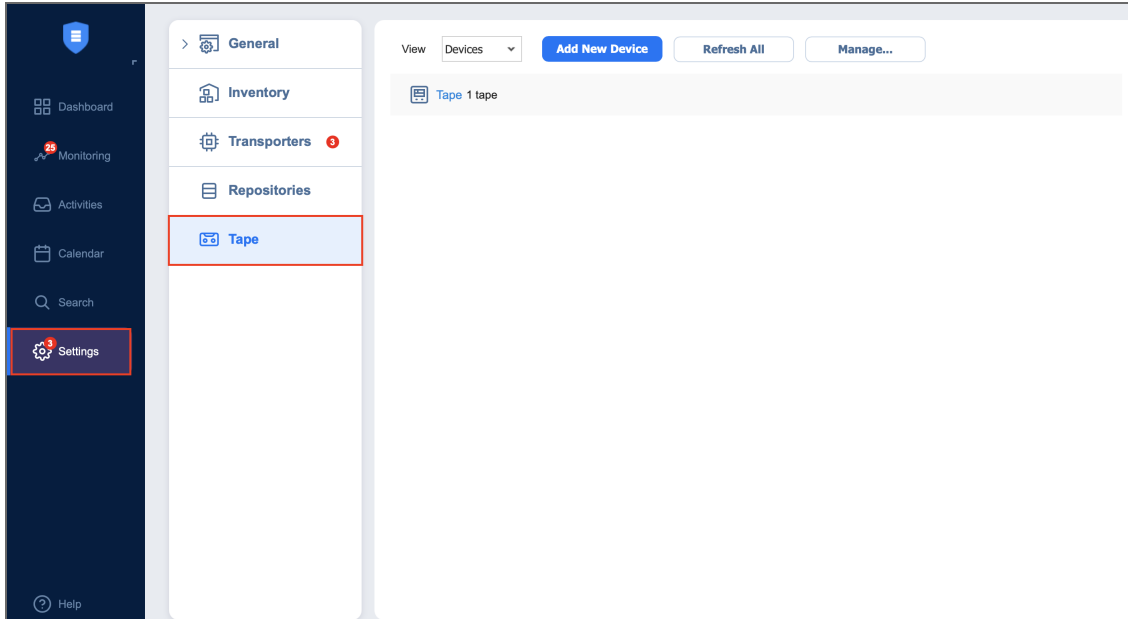 Dashboard
25
Monitoring
Activities
Calendar
Search
3
Settings
Help
General
Inventory
Transporters 3
Repositories
Tape
View Devices Add New Device Refresh All Manage...
Tape 1 tape